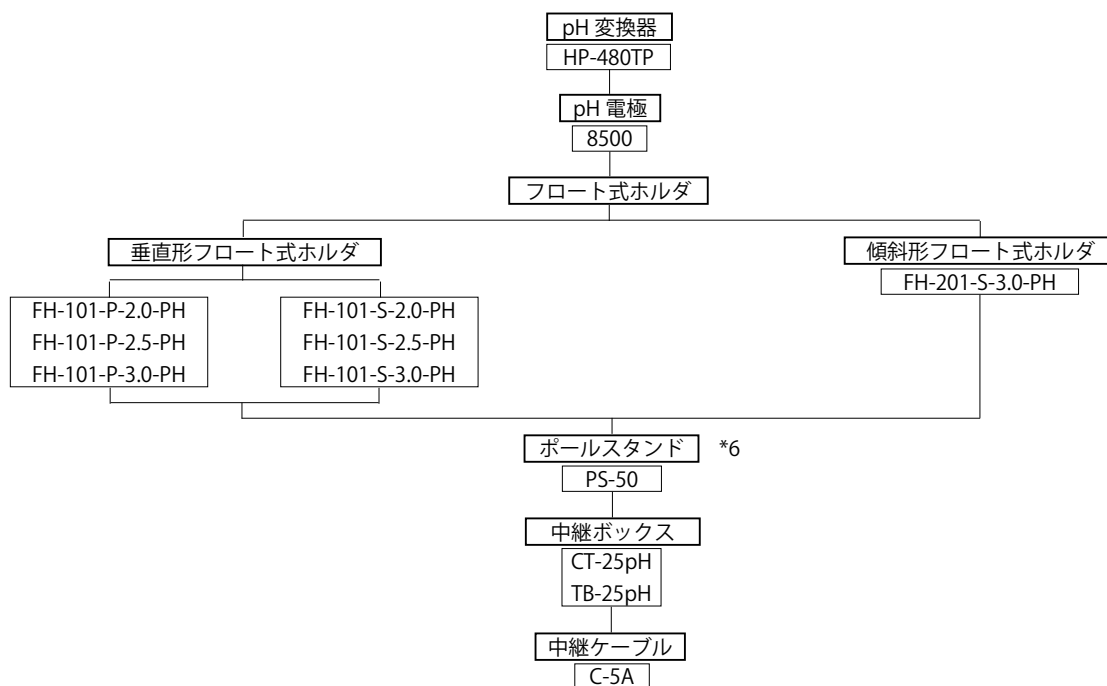 pH 変換器
HP-480TP
pH 電極
8500
フロート式ホルダ
垂直形フロート式ホルダ
傾斜形フロート式ホルダ
FH-201-S-3.0-PH
FH-101-P-2.0-PH
FH-101-P-2.5-PH
FH-101-P-3.0-PH
FH-101-S-2.0-PH
FH-101-S-2.5-PH
FH-101-S-3.0-PH
ポールスタンド *6
PS-50
中継ボックス
CT-25pH
TB-25pH
中継ケーブル
C-5A